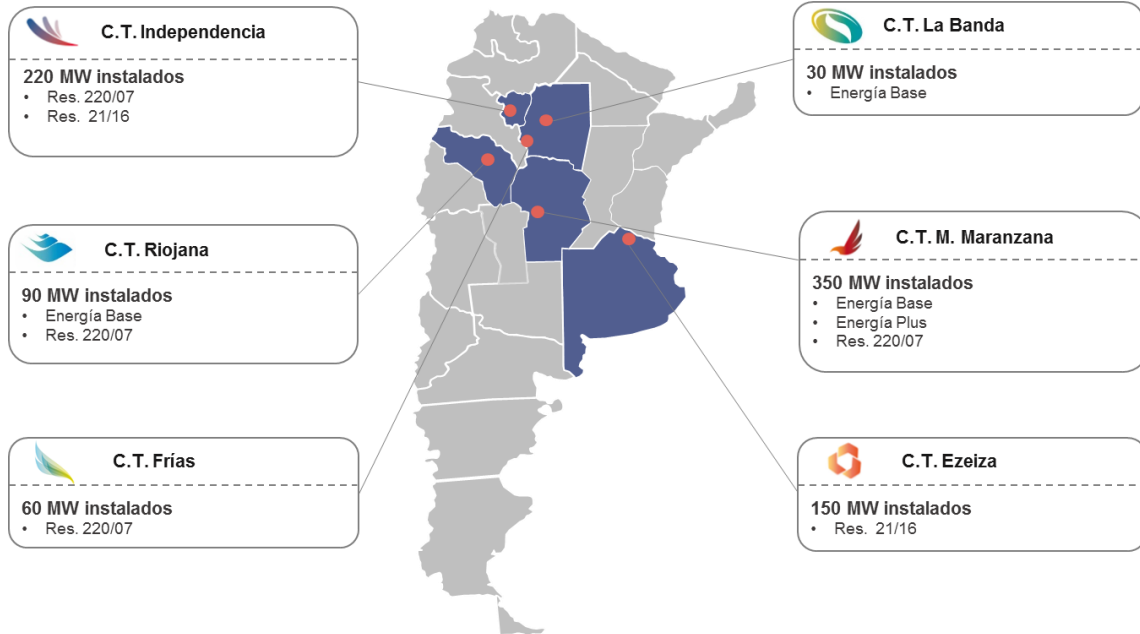 C.T. Independencia
220 MW instalados
• Res. 220/07
• Res. 21/16
C.T. La Banda
30 MW instalados
• Energía Base
C.T. Riojana
90 MW instalados
• Energía Base
• Res. 220/07
C.T. M. Maranzana
350 MW instalados
• Energía Base
• Energía Plus
• Res. 220/07
C.T. Frías
60 MW instalados
• Res. 220/07
C.T. Ezeiza
150 MW instalados
• Res. 21/16